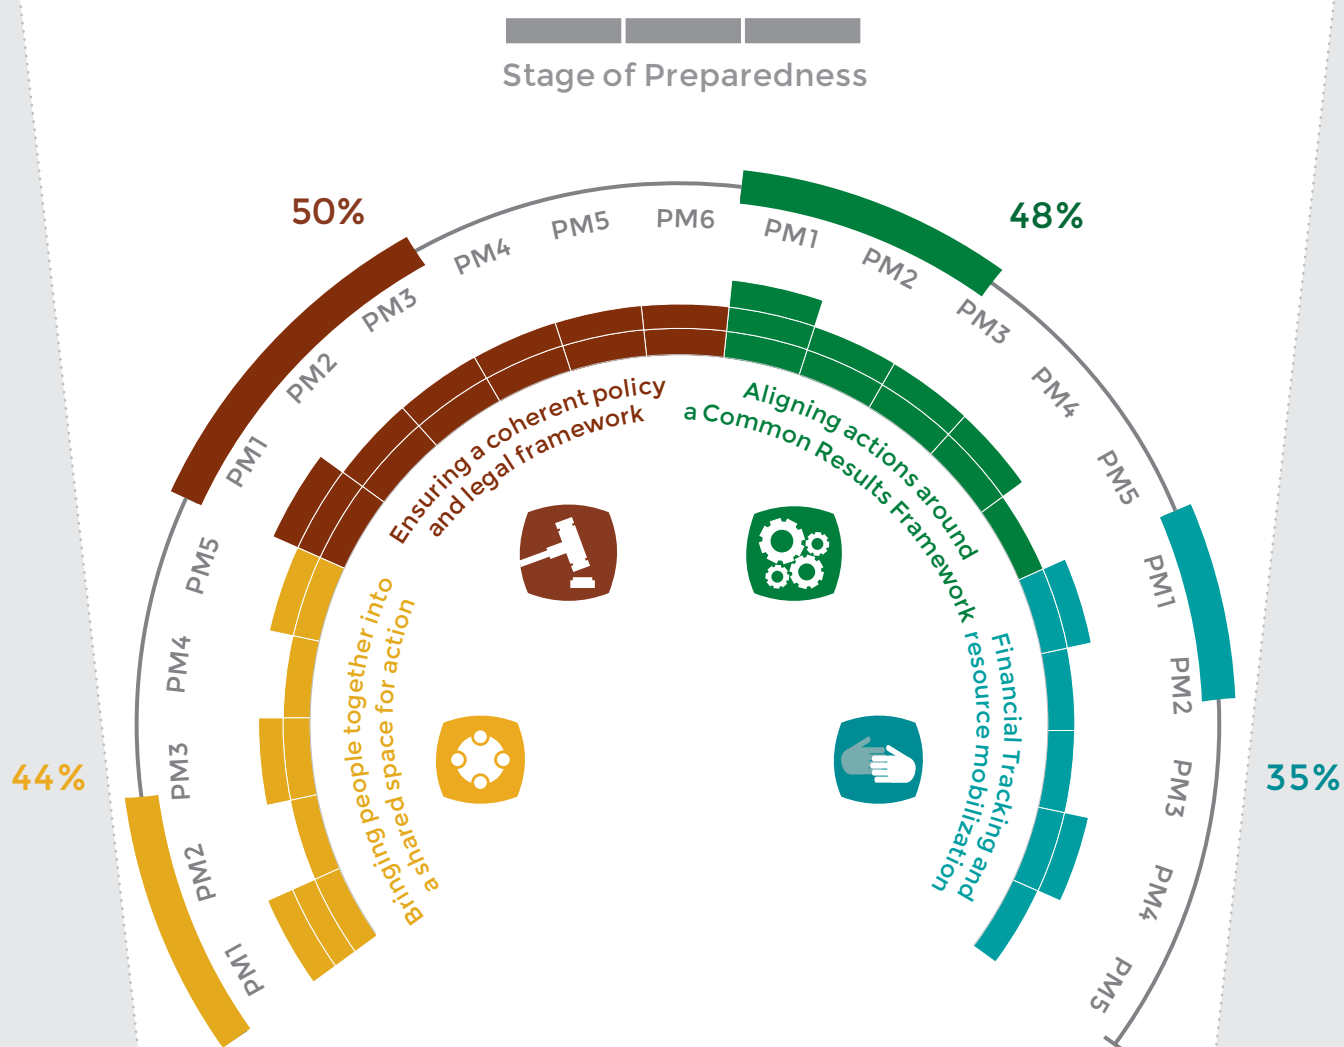 Stage of Preparedness
50%
48%
44%
35%
PM1
PM2
PM3
PM4
PM5
PM1
PM2
PM3
PM4
PM5
PM6
PM1
PM2
PM3
PM4
PM5
PM1
PM2
PM3
PM4
PM5
Bringing people together into
a shared space for action
Ensuring a coherent policy
and legal framework
Aligning actions around
a Common Results Framework
Financial Tracking and
resource mobilization